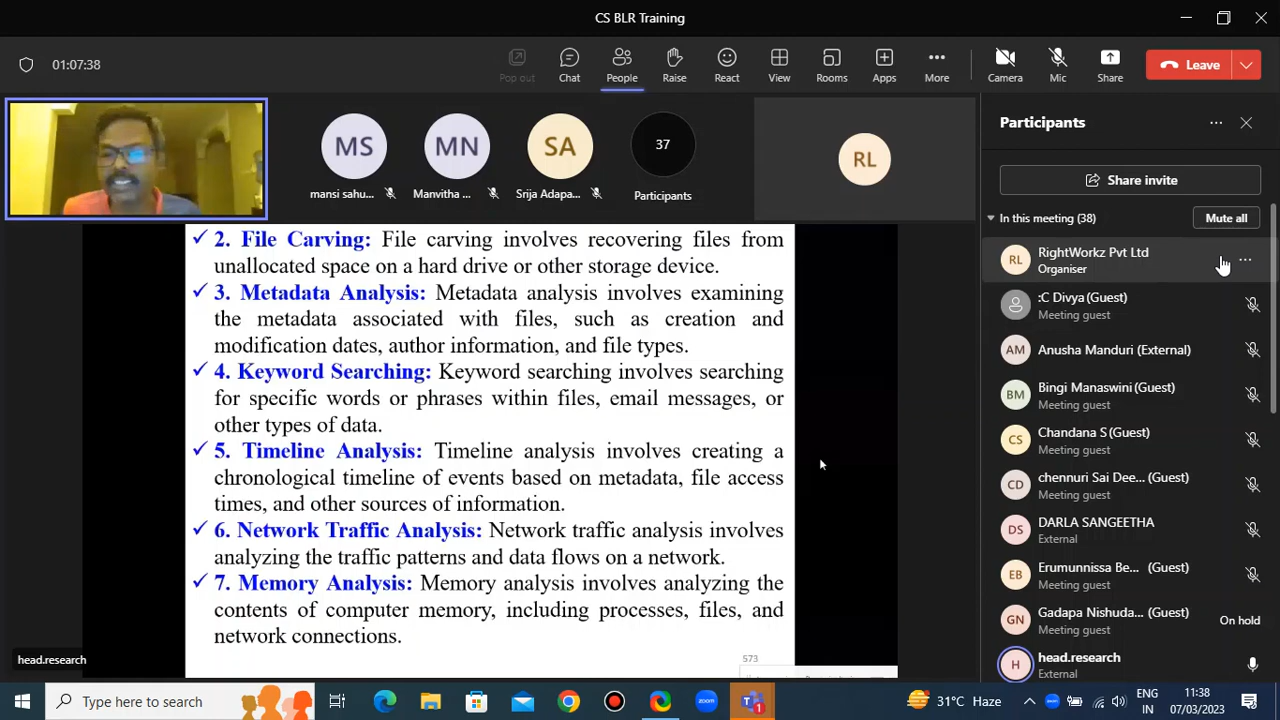 CS BLR Training
01:07:38
Pop out
Chat
People
Raise
React
View
Rooms
Apps
More
Camera
Mic
Share
Leave
MS
mansi sahu...
MN
Manvitha ...
SA
Srija Adapa...
37
Participants
RL
2. File Carving: File carving involves recovering files from
unallocated space on a hard drive or other storage device.
3. Metadata Analysis: Metadata analysis involves examining
the metadata associated with files, such as creation and
modification dates, author information, and file types.
4. Keyword Searching: Keyword searching involves searching
for specific words or phrases within files, email messages, or
other types of data.
5. Timeline Analysis: Timeline analysis involves creating a
chronological timeline of events based on metadata, file access
times, and other sources of information.
6. Network Traffic Analysis: Network traffic analysis involves
analyzing the traffic patterns and data flows on a network.
7. Memory Analysis: Memory analysis involves analyzing the
contents of computer memory, including processes, files, and
network connections.
573
head.research
Participants
Share invite
In this meeting (38)
Mute all
RL
RightWorkz Pvt Ltd
Organiser
:C Divya (Guest)
Meeting guest
AM
Anusha Manduri (External)
BM
Bingi Manaswini (Guest)
Meeting guest
CS
Chandana S (Guest)
Meeting guest
CD
chennuri Sai Dee... (Guest)
Meeting guest
DS
DARLA SANGEETHA
External
EB
Erumunnissa Be... (Guest)
Meeting guest
GN
Gadapa Nishuda... (Guest)
Meeting guest
On hold
H
head.research
External
Type here to search
zoom
1
31°C Haze
ENG
IN
11:38
07/03/2023